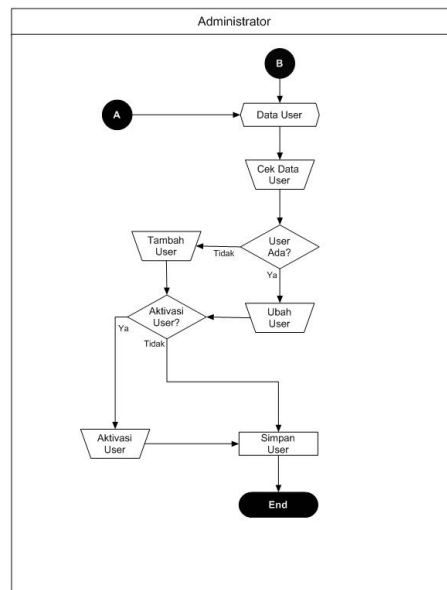 Administrator
B
A
Data User
Cek Data
User
User
Ada?
Tidak
Tambah
User
Ya
Ubah
User
Aktivasi
User?
Ya
Tidak
Aktivasi
User
Simpan
User
End